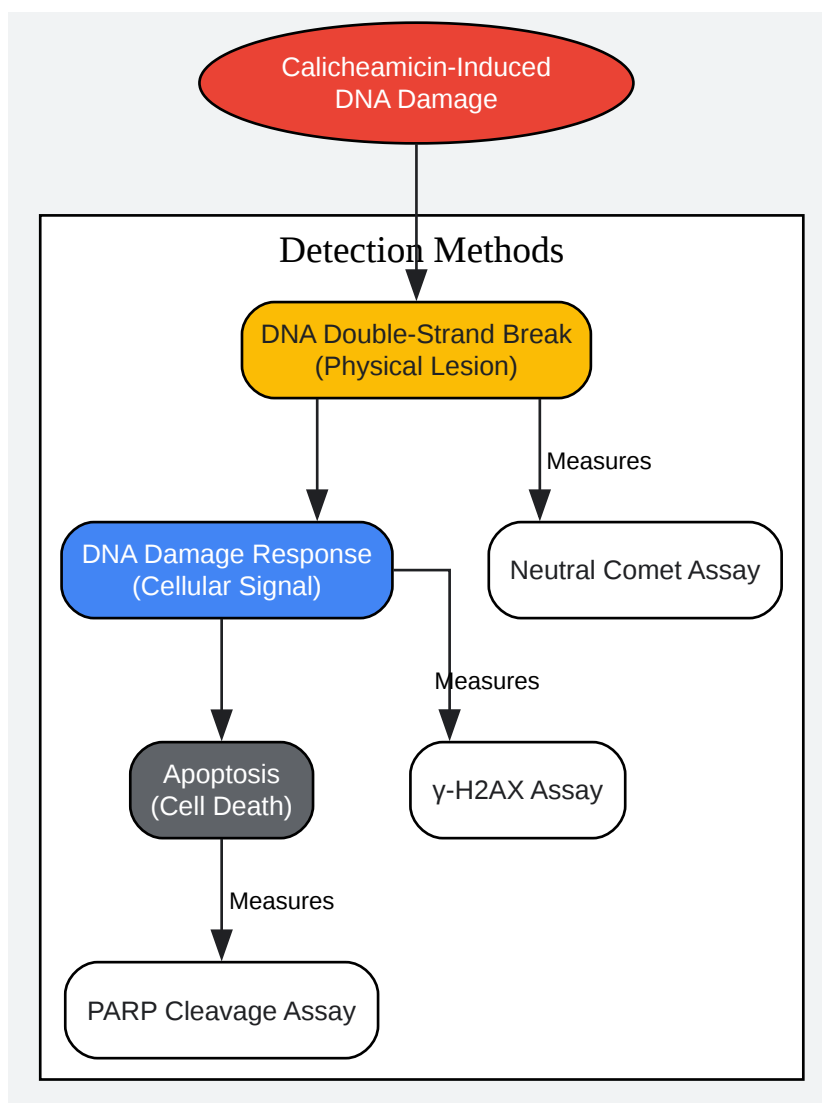 Calicheamicin-Induced
DNA Damage
Detection Methods
DNA Double-Strand Break
(Physical Lesion)
Measures
DNA Damage Response
(Cellular Signal)
Neutral Comet Assay
Measures
Apoptosis
(Cell Death)
γ-H2AX Assay
Measures
PARP Cleavage Assay